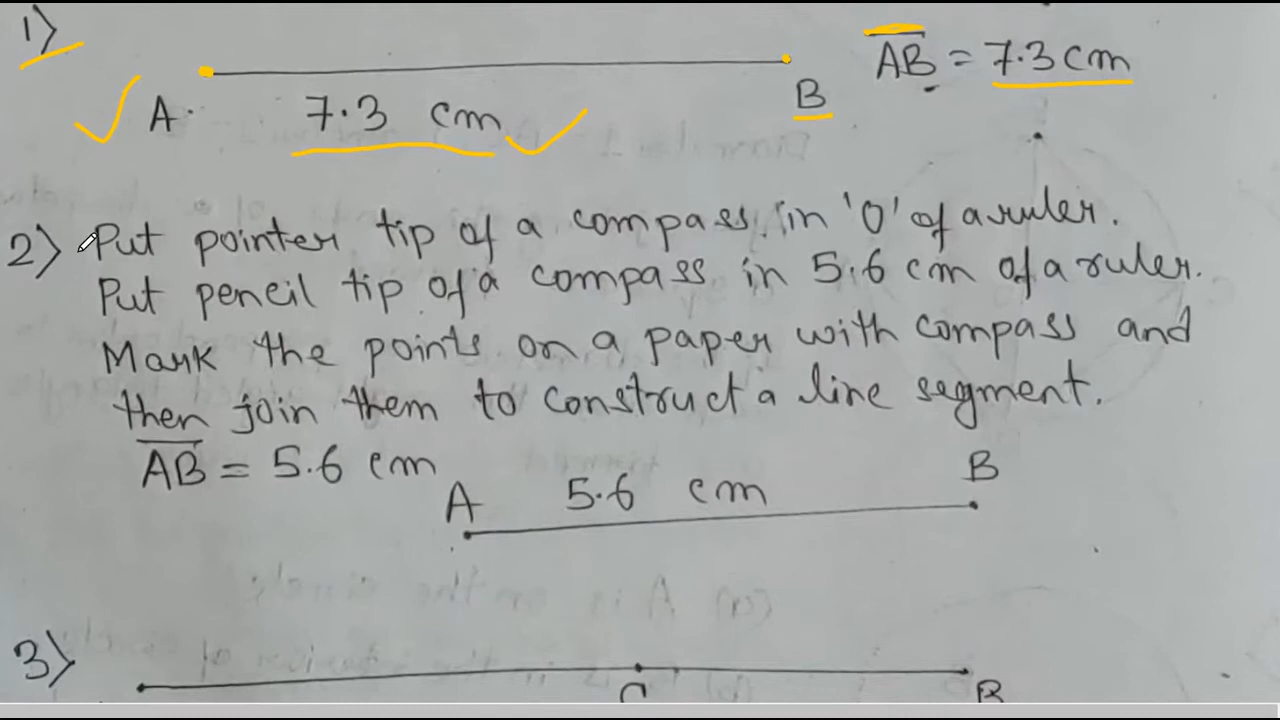 1)
AB = 7.3 cm
A 7.3 cm B
2) Put pointer tip of a compass in '0' of a ruler.
Put pencil tip of a compass in 5.6 cm of a ruler.
Mark the points on a paper with compass and
then join them to construct a line segment.
AB = 5.6 cm
A 5.6 cm B
3)
C B